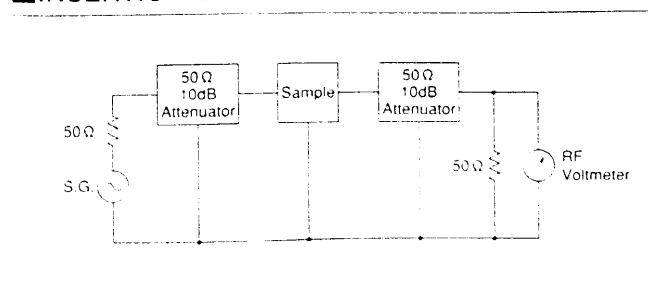 50Ω
10dB
Attenuator
Sample
50Ω
10dB
Attenuator
50Ω
S.G.
50Ω
RF
Voltmeter